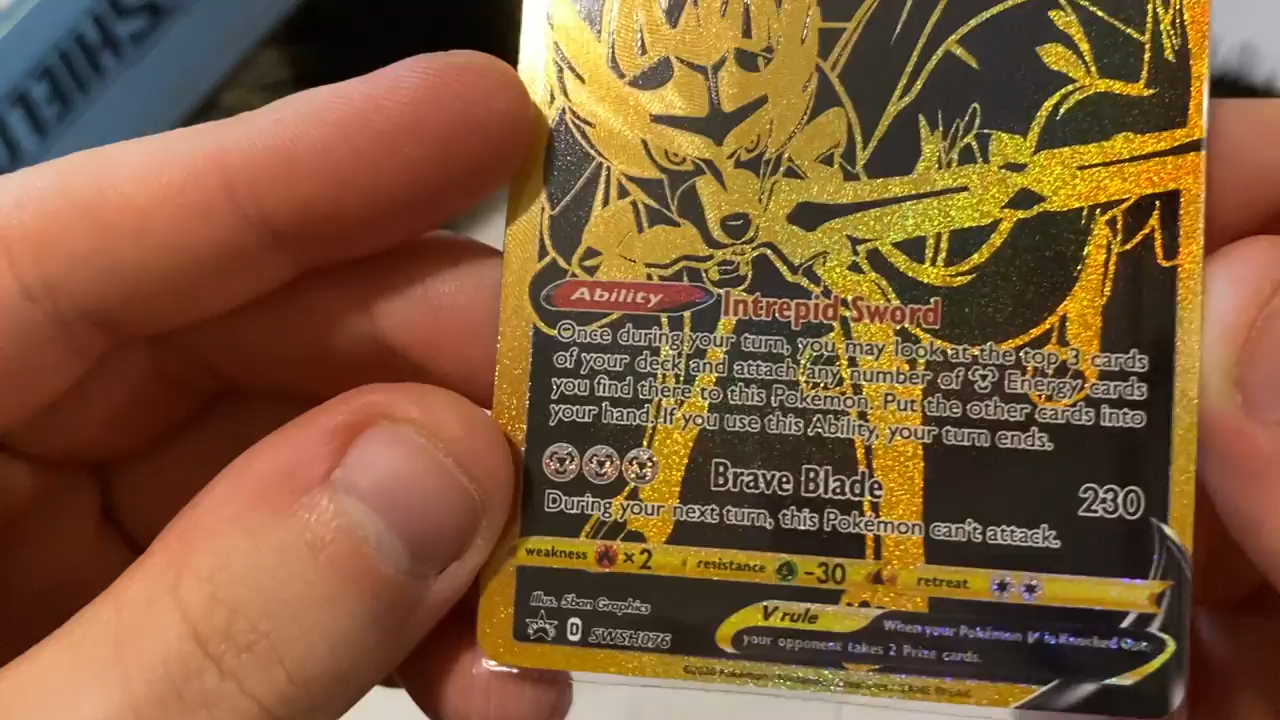 SHIEL
Ability Intrepid Sword
Once during your turn, you may look at the top 3 cards
of your deck and attach any number of Energy cards
you find there to this Pokémon. Put the other cards into
your hand. If you use this Ability, your turn ends.
Brave Blade 230
During your next turn, this Pokémon can't attack.
weakness ×2 resistance -30 retreat
Illus. 5ban Graphics
D SWSH076
V rule When your Pokémon V is Knocked Out,
your opponent takes 2 Prize cards.
©2020 Pokémon